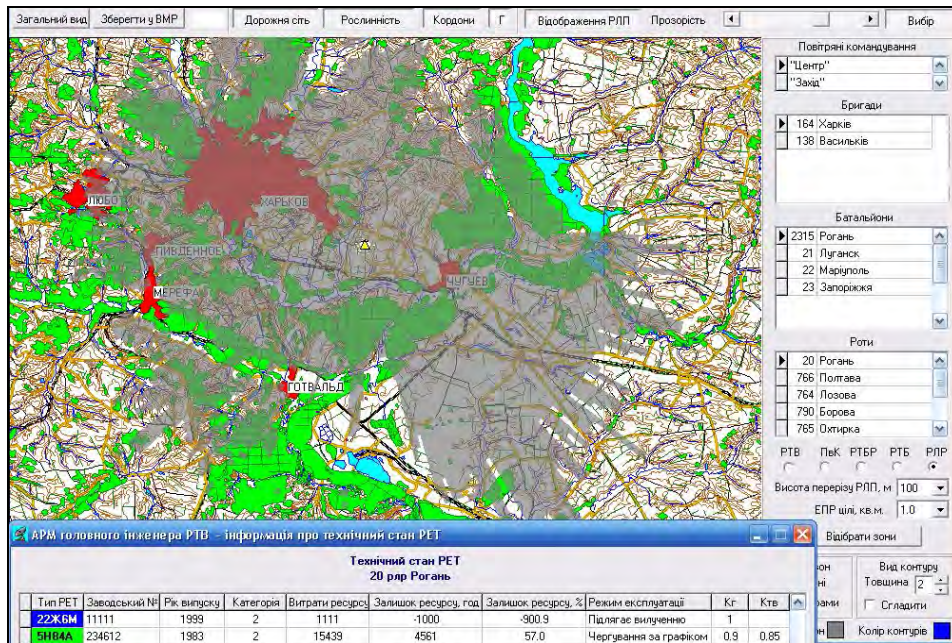 Загальний вид Зберегти у ВМР Дорожня сіть Рослинність Кордони Г Відображення РЛП Прозорість Вибір
Повітряні командування
"Центр"
"Захід"
Бригади
164 Харків
138 Васильків
Батальйони
2315 Рогань
21 Луганск
22 Маріуполь
23 Запоріжжя
Роти
20 Рогань
766 Полтава
764 Лозова
790 Борова
765 Охтирка
РТВ ПвК РТБР РТБ РЛР
Висота перерізу РЛП, м 100
ЕПР цілі, кв.м. 1.0
Відібрати зони
Вид контуру
Товщина 2
Сгладити
Колір контурів
ЛЮБО
ХАРЬКОВ
ПИВДЕННОЕ
ЧУГУЕВ
МЕРЕФА
ГОТВАЛЬД
АРМ головного інженера РТВ - інформація про технічний стан РЕТ
Технічний стан РЕТ
20 рлр Рогань
Тип РЕТ Заводський № Рік випуску Категорія Витрати ресурсу Залишок ресурсу, год Залишок ресурсу, % Режим експлуатації Кг Ктв
22Ж6М 11111 1999 2 1111 -1000 -900.9 Підлягає вилученню 1
5Н84А 234612 1983 2 15439 4561 57.0 Чергування за графіком 0.9 0.85